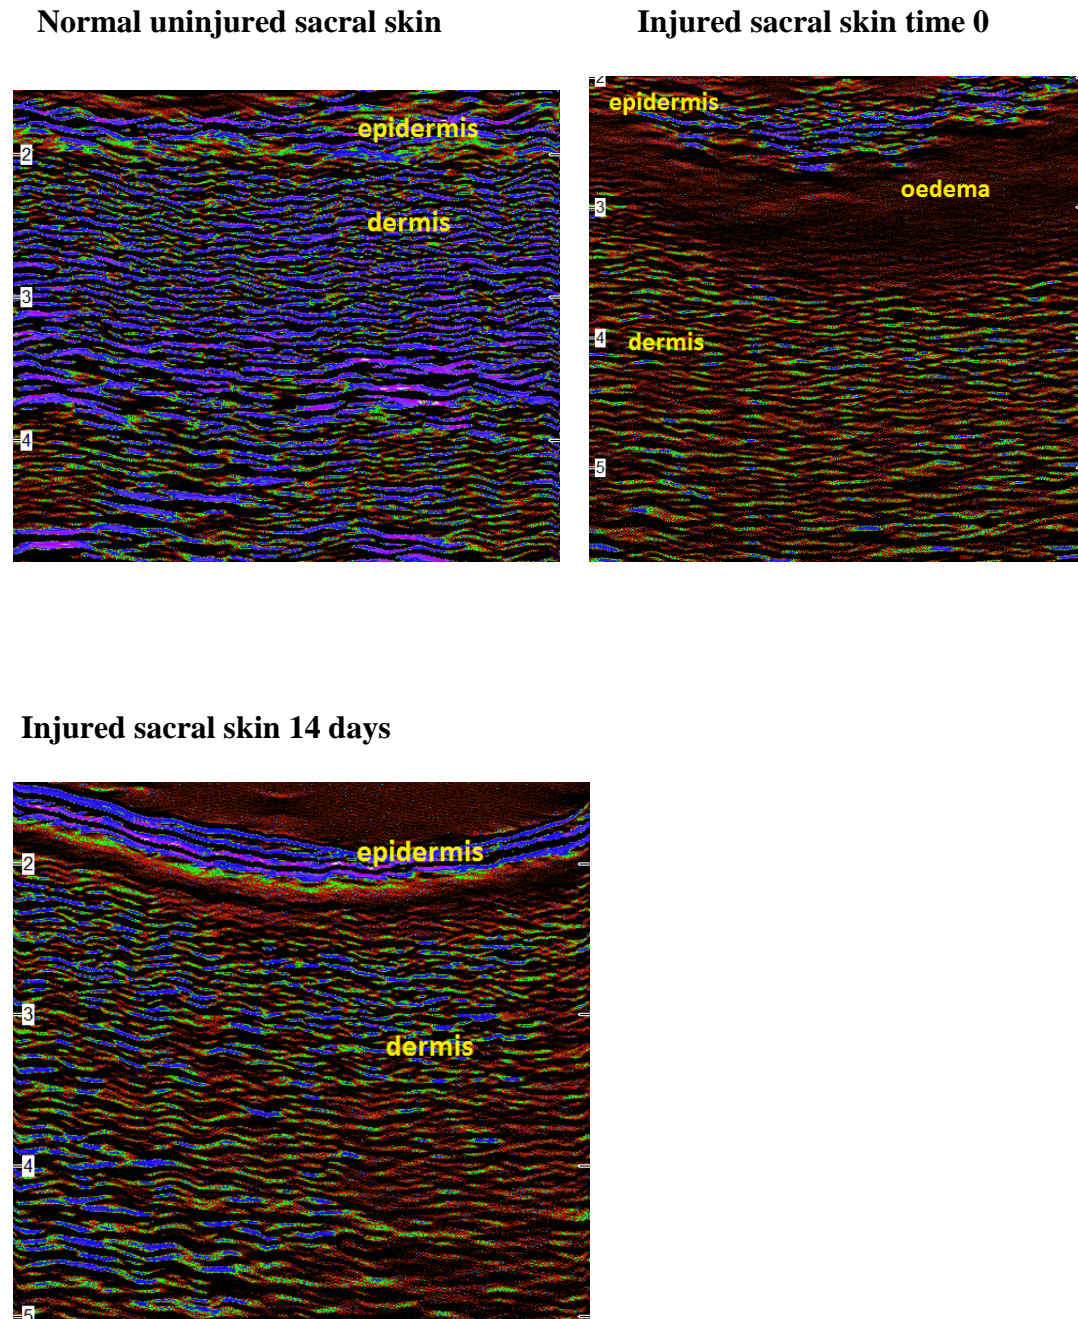 Normal uninjured sacral skin
Injured sacral skin time 0
epidermis
2
dermis
3
4
2
epidermis
oedema
3
4
dermis
5
Injured sacral skin 14 days
epidermis
2
3
dermis
4
5